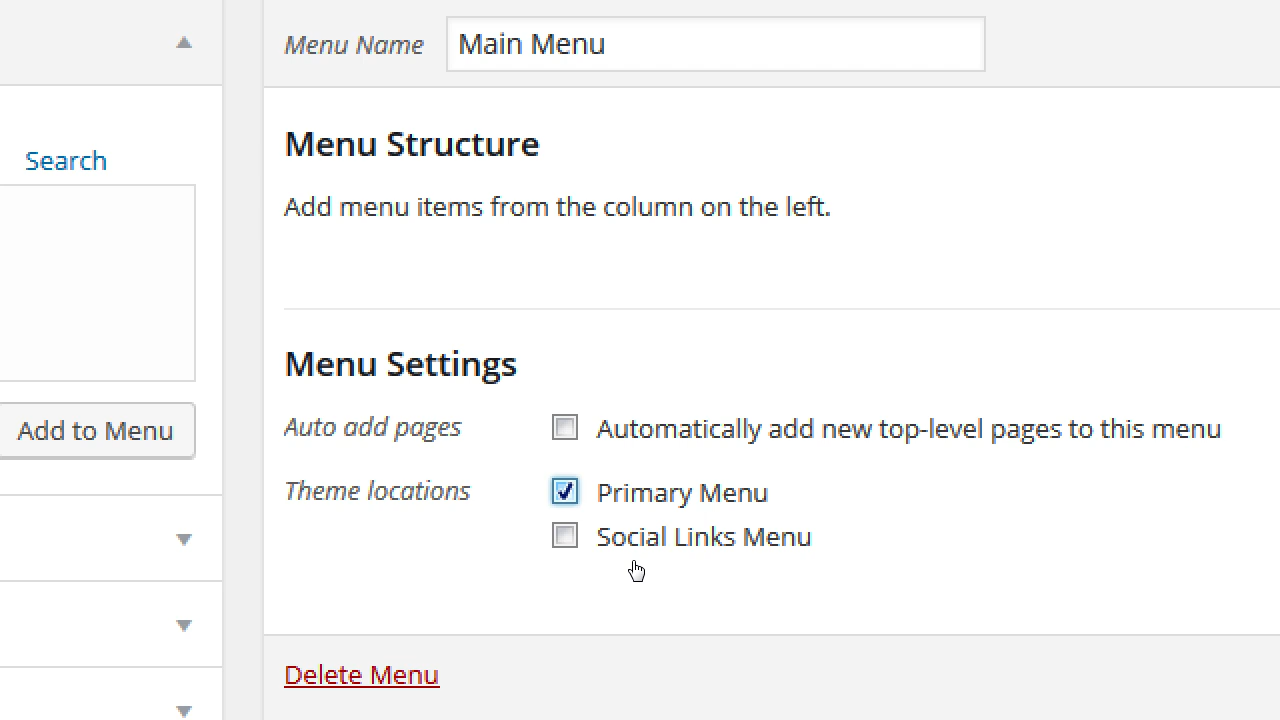 Menu Name Main Menu
Menu Structure
Search
Add menu items from the column on the left.
Menu Settings
Add to Menu
Auto add pages Automatically add new top-level pages to this menu
Theme locations Primary Menu
Social Links Menu
Delete Menu